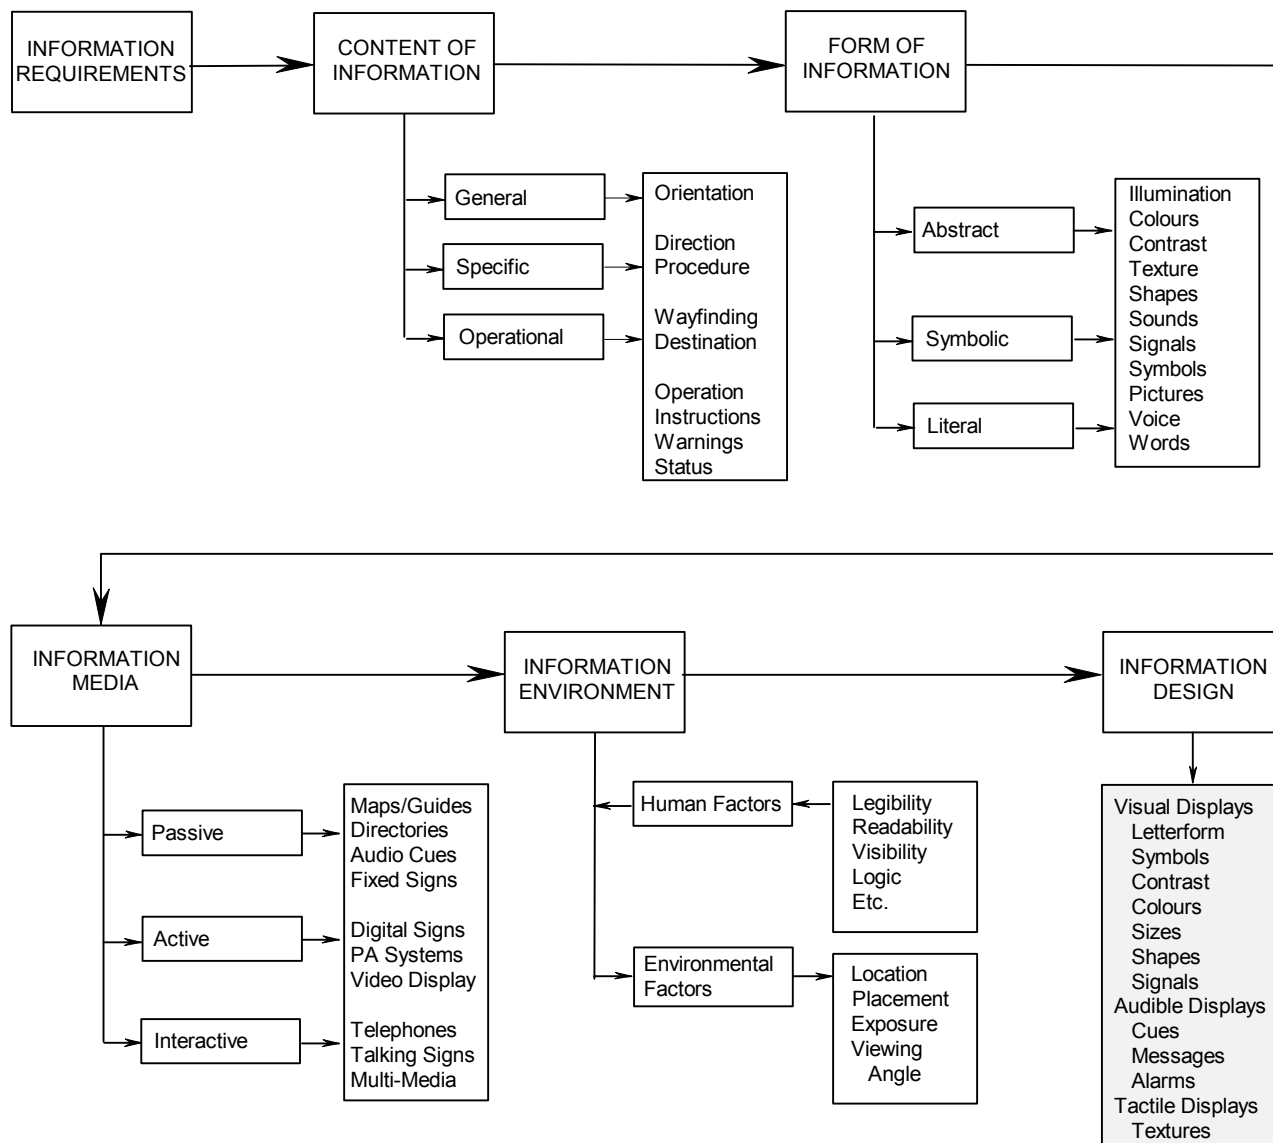 INFORMATION
REQUIREMENTS
CONTENT OF
INFORMATION
FORM OF
INFORMATION
General
Specific
Operational
Orientation
Direction
Procedure
Wayfinding
Destination
Operation
Instructions
Warnings
Status
Abstract
Symbolic
Literal
Illumination
Colours
Contrast
Texture
Shapes
Sounds
Signals
Symbols
Pictures
Voice
Words
INFORMATION
MEDIA
INFORMATION
ENVIRONMENT
INFORMATION
DESIGN
Passive
Active
Interactive
Maps/Guides
Directories
Audio Cues
Fixed Signs
Digital Signs
PA Systems
Video Display
Telephones
Talking Signs
Multi-Media
Human Factors
Environmental
Factors
Legibility
Readability
Visibility
Logic
Etc.
Location
Placement
Exposure
Viewing
Angle
Visual Displays
Letterform
Symbols
Contrast
Colours
Sizes
Shapes
Signals
Audible Displays
Cues
Messages
Alarms
Tactile Displays
Textures